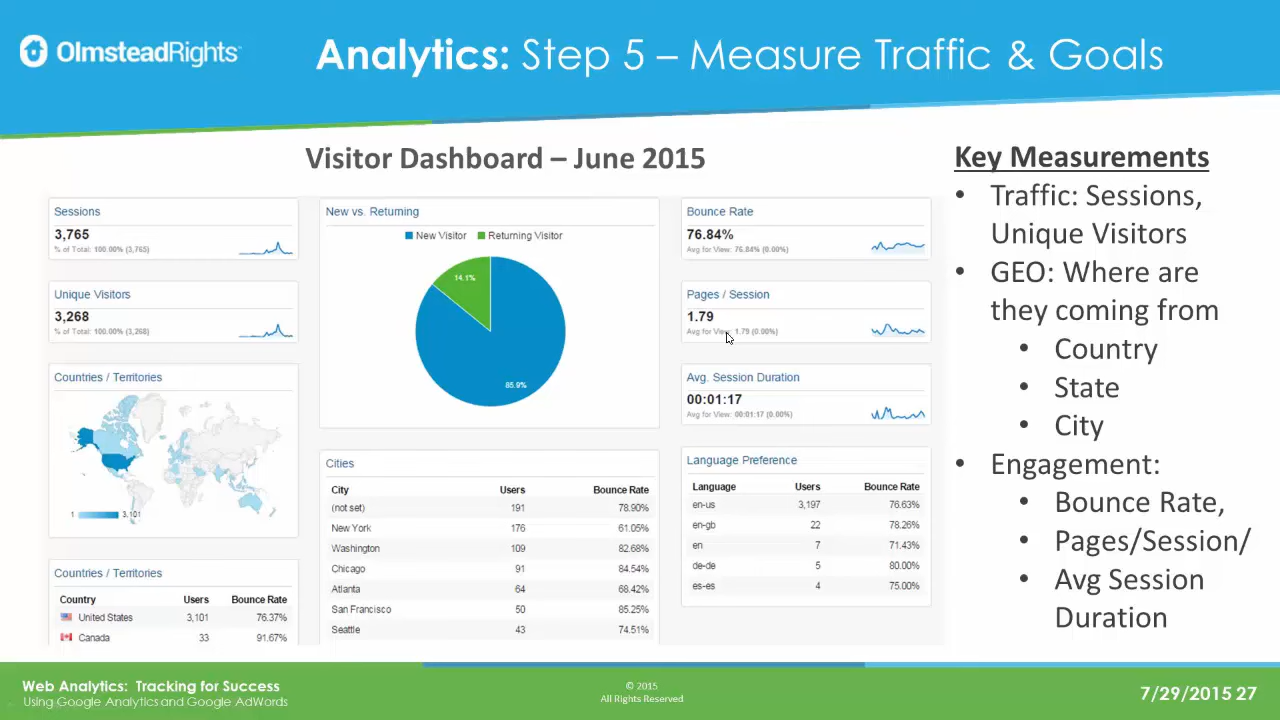 OlmsteadRights
Analytics: Step 5 – Measure Traffic & Goals
Visitor Dashboard – June 2015
Sessions
3,765
% of Total: 100.00% (3,765)
Unique Visitors
3,268
% of Total: 100.00% (3,268)
Countries / Territories
1 3,101
Countries / Territories
Country Users Bounce Rate
United States 3,101 76.37%
Canada 33 91.67%
New vs. Returning
New Visitor Returning Visitor
14.1%
85.9%
Cities
City Users Bounce Rate
(not set) 191 78.90%
New York 176 61.05%
Washington 109 82.68%
Chicago 91 84.54%
Atlanta 64 68.42%
San Francisco 50 85.25%
Seattle 43 74.51%
Bounce Rate
76.84%
Avg for View: 76.84% (0.00%)
Pages / Session
1.79
Avg for View: 1.79 (0.00%)
Avg. Session Duration
00:01:17
Avg for View: 00:01:17 (0.00%)
Language Preference
Language Users Bounce Rate
en-us 3,197 76.63%
en-gb 22 78.26%
en 7 71.43%
de-de 5 80.00%
es-es 4 75.00%
Key Measurements
• Traffic: Sessions,
Unique Visitors
• GEO: Where are
they coming from
• Country
• State
• City
• Engagement:
• Bounce Rate,
• Pages/Session/
• Avg Session
Duration
Web Analytics: Tracking for Success
Using Google Analytics and Google AdWords
© 2015
All Rights Reserved
7/29/2015 27